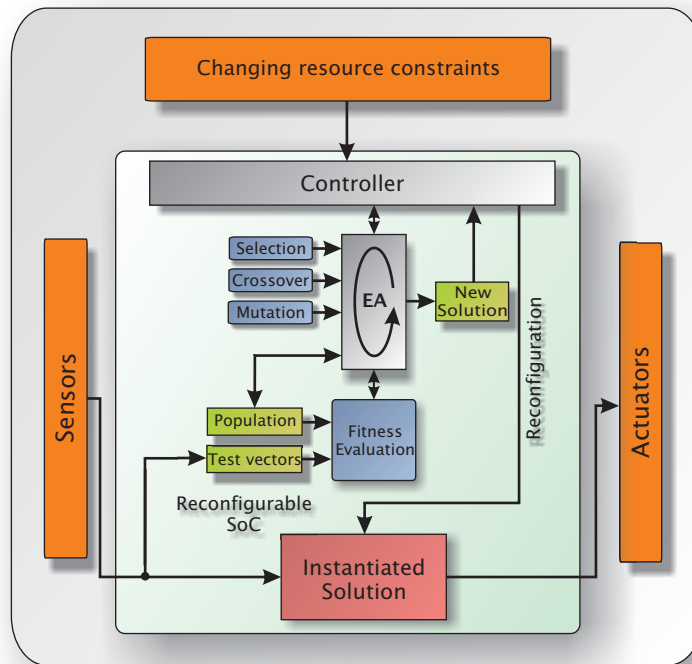 Changing resource constraints
Controller
Selection
Crossover
Mutation
EA
New
Solution
Reconfiguration
Sensors
Actuators
Population
Test vectors
Fitness
Evaluation
Reconfigurable
SoC
Instantiated
Solution